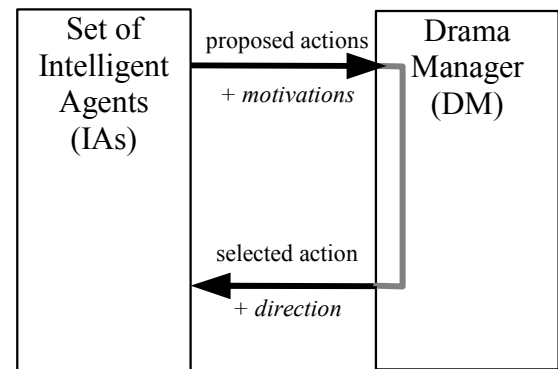 Set of
Intelligent
Agents
(IAs)
proposed actions
+ motivations
Drama
Manager
(DM)
selected action
+ direction